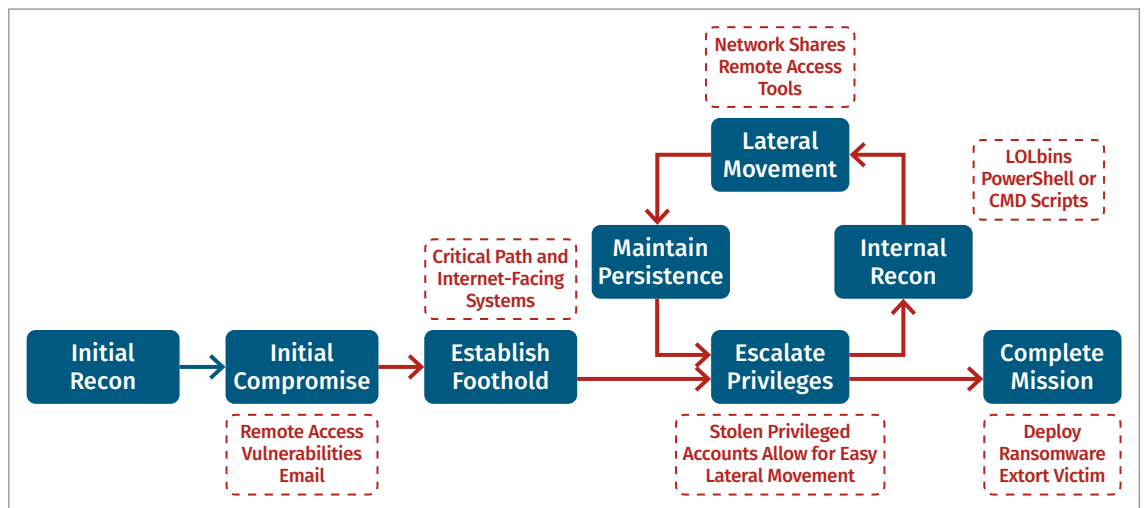 Network Shares
Remote Access
Tools
Lateral
Movement
LOLbins
PowerShell or
CMD Scripts
Critical Path and
Internet-Facing
Systems
Maintain
Persistence
Internal
Recon
Initial
Recon
Initial
Compromise
Establish
Foothold
Escalate
Privileges
Complete
Mission
Remote Access
Vulnerabilities
Email
Stolen Privileged
Accounts Allow for Easy
Lateral Movement
Deploy
Ransomware
Extort Victim